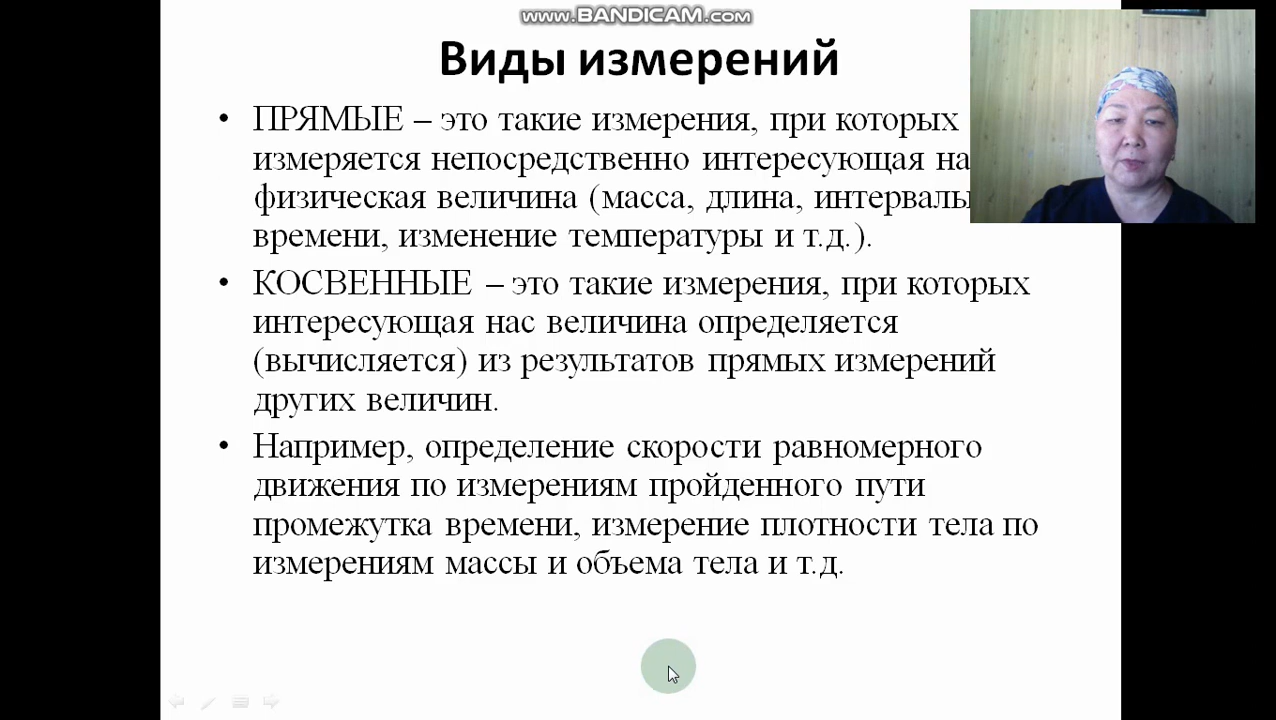 www.BANDICAM.com
Виды измерений
• ПРЯМЫЕ – это такие измерения, при которых
измеряется непосредственно интересующая
физическая величина (масса, длина, интервалы
времени, изменение температуры и т.д.).
• КОСВЕННЫЕ – это такие измерения, при которых
интересующая нас величина определяется
(вычисляется) из результатов прямых измерений
других величин.
• Например, определение скорости равномерного
движения по измерениям пройденного пути
промежутка времени, измерение плотности тела по
измерениям массы и объема тела и т.д.